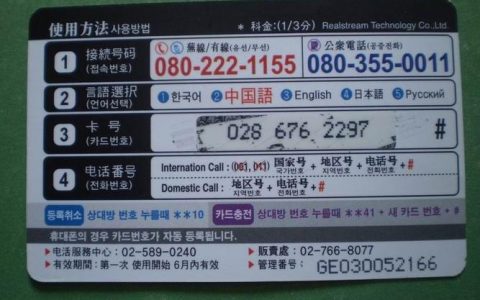 使用方法 사용방법 * 科金:(1/3分) Realstream Technology Co.,Ltd
1 接続号码 (접속번호) 無線/有線(유선/무선) 080-222-1155 公衆電話(공중전화) 080-355-0011
2 言語選択 (언어선택) 1 한국어 2 中国語 3 English 4 日本語 5 Русский
3 卡号 (카드번호) 028 676 2297 #
4 电话番号 (전화번호) Internation Call : (001, 013) 国家号 국가번호 + 地区号 지역번호 + 电话号 전화번호 + #
Domestic Call : 地区号 지역번호 + 电话号 전화번호 + #
등록취소 상대방 번호 누를때 **10 카드충전 상대방 번호 누를때 **41 + 새 카드 번호 + #
휴대폰의 경우 카드번호가 자동 등록됩니다.
▶电话服務中心 : 02-589-0240 ▶販賣處 : 02-766-8077
▶有效期間 : 第一次 使用開始 6月內有效 ▶管理番号 : GE030052166